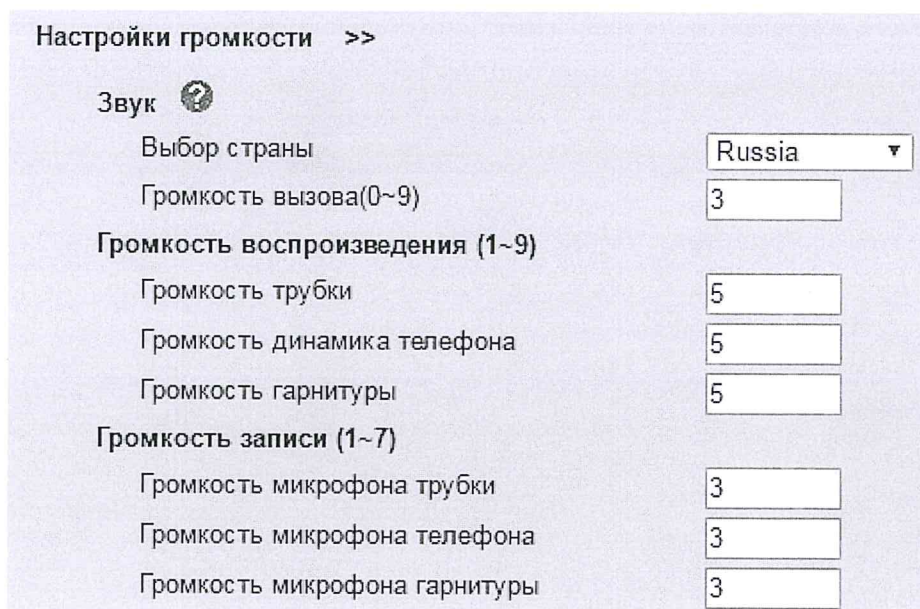 Настройки громкости >>
Звук ?
Выбор страны Russia ▼
Громкость вызова(0~9) 3
Громкость воспроизведения (1~9)
Громкость трубки 5
Громкость динамика телефона 5
Громкость гарнитуры 5
Громкость записи (1~7)
Громкость микрофона трубки 3
Громкость микрофона телефона 3
Громкость микрофона гарнитуры 3